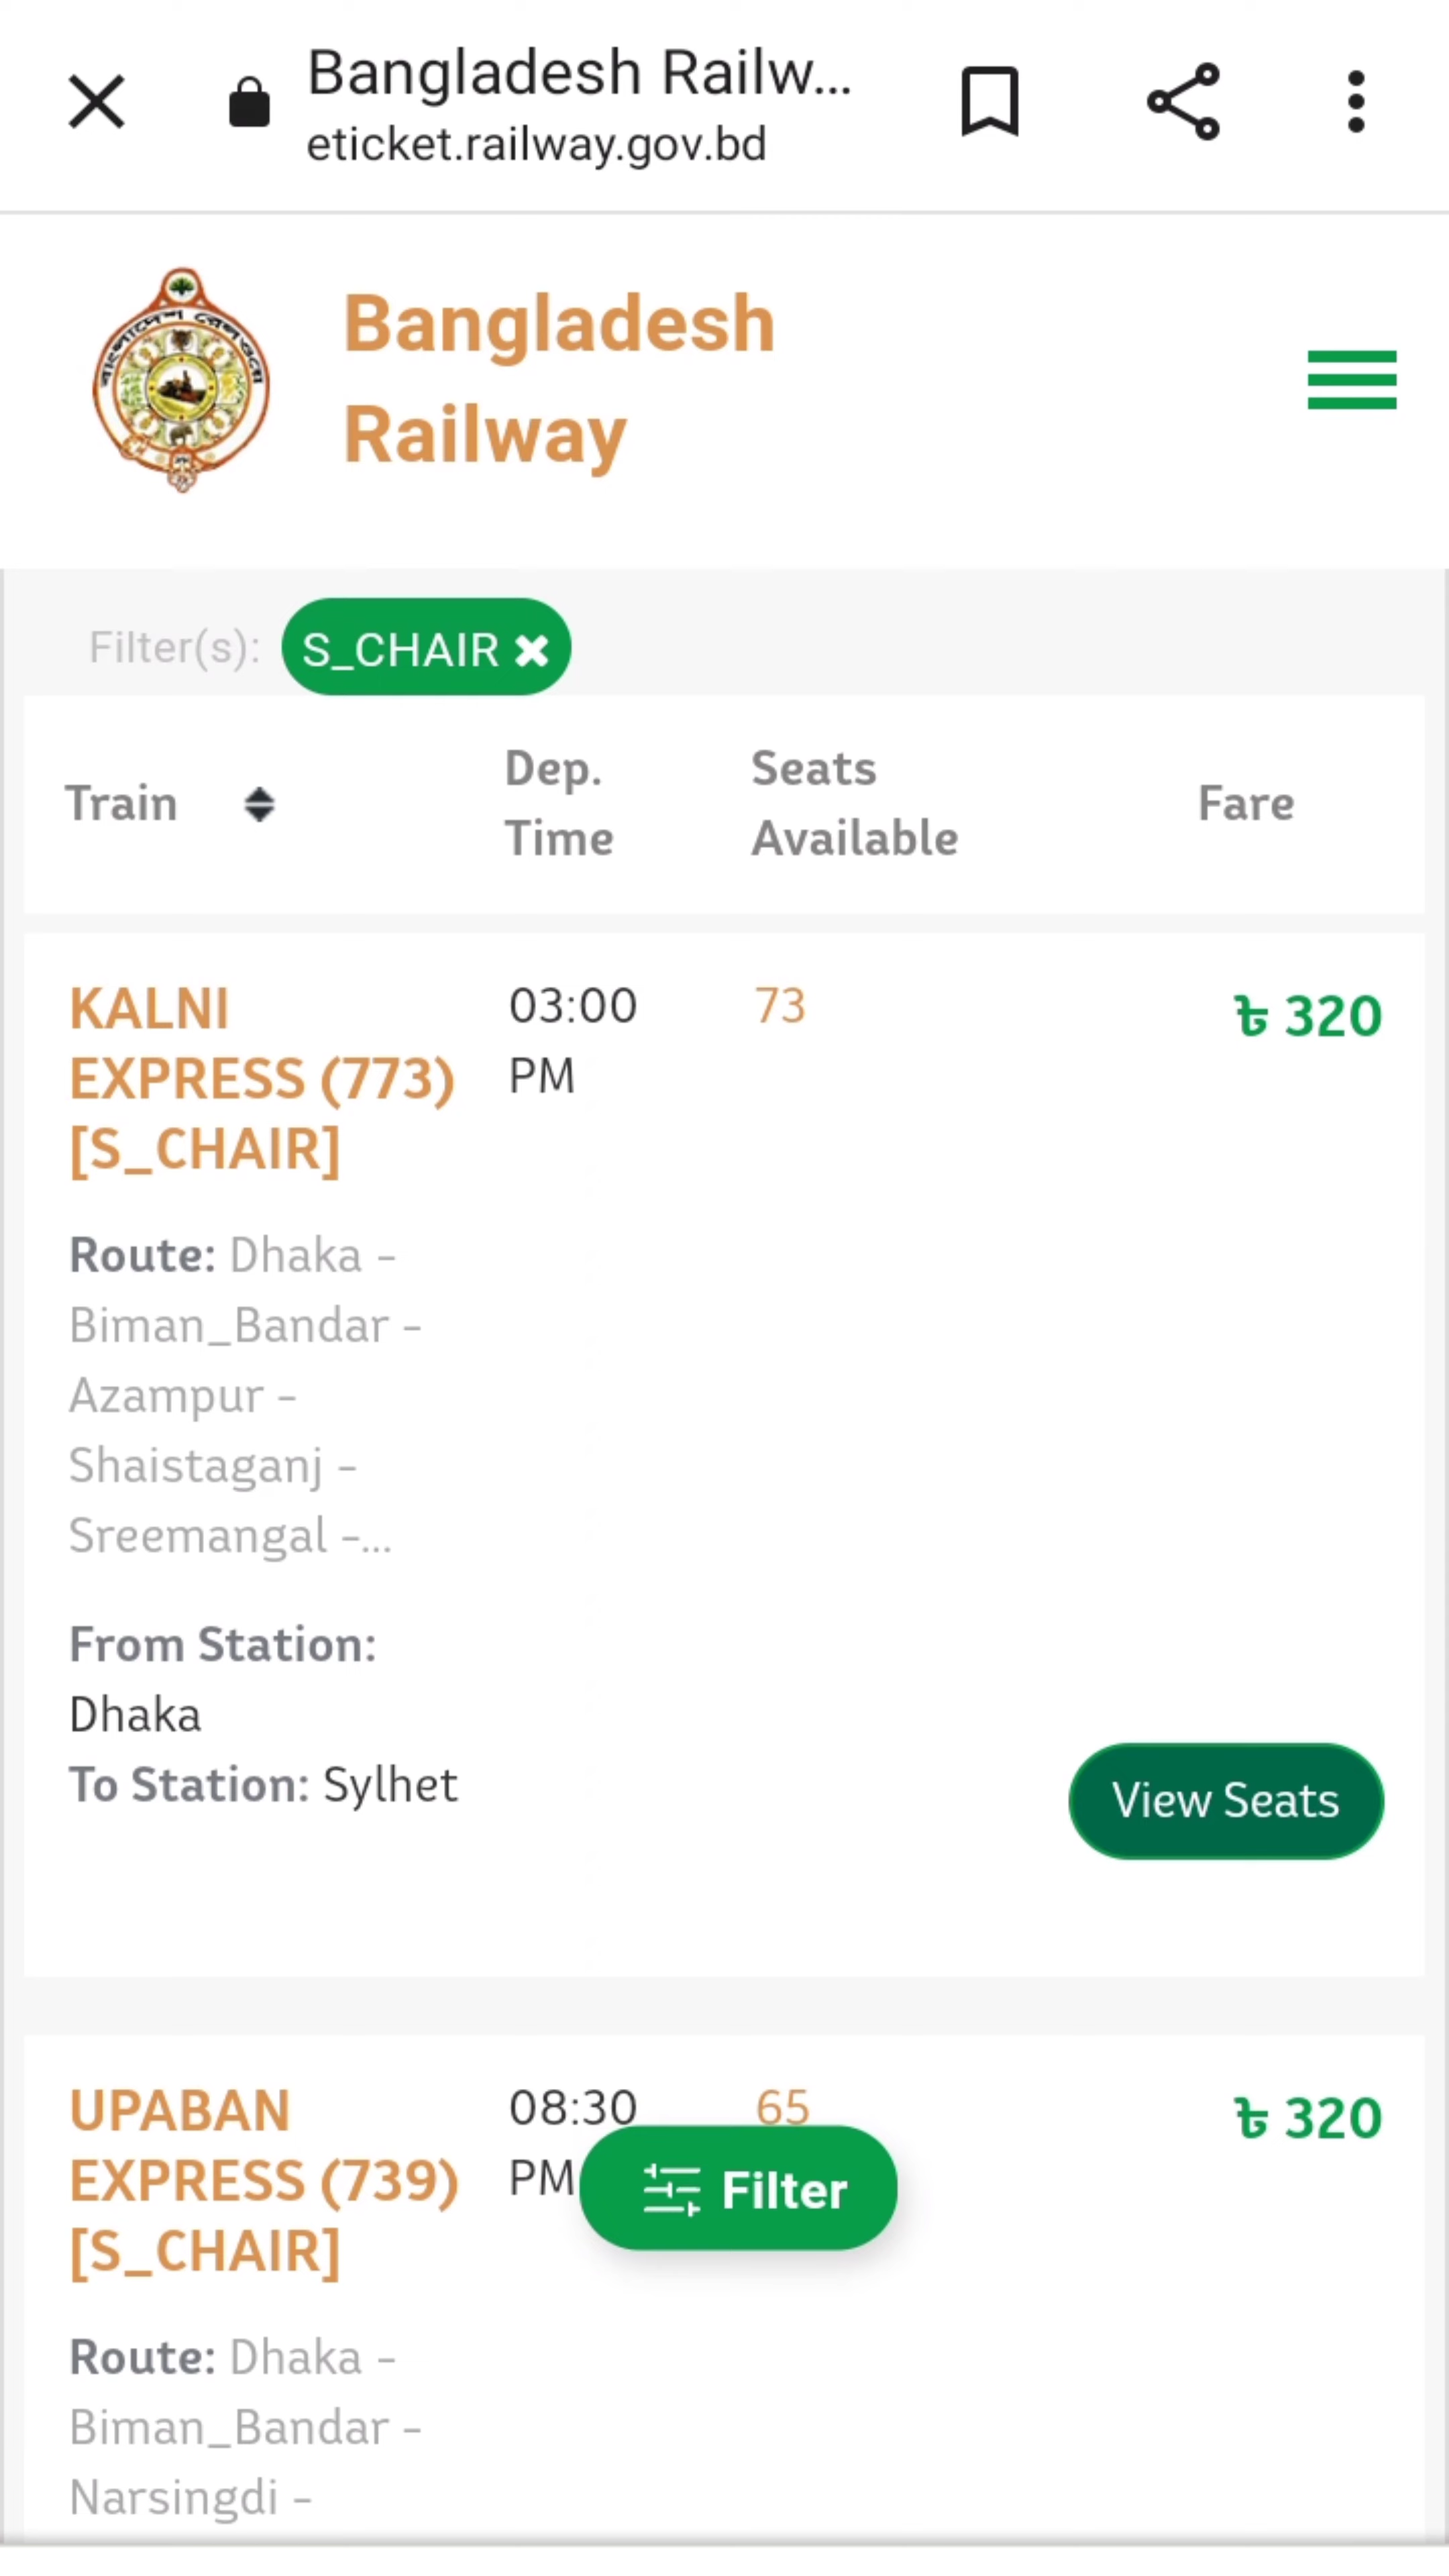 Bangladesh Railw...
eticket.railway.gov.bd
Bangladesh
Railway
Filter(s): S_CHAIR
Train
Dep.
Time
Seats
Available
Fare
KALNI
EXPRESS (773)
[S_CHAIR]
03:00
PM
73
৳ 320
Route: Dhaka -
Biman_Bandar -
Azampur -
Shaistaganj -
Sreemangal -...
From Station:
Dhaka
To Station: Sylhet
View Seats
UPABAN
EXPRESS (739)
[S_CHAIR]
08:30
PM
65
৳ 320
Filter
Route: Dhaka -
Biman_Bandar -
Narsingdi -